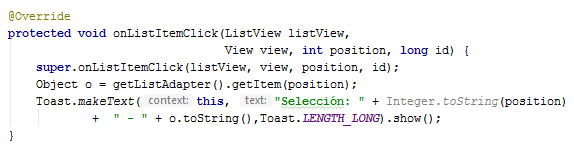 @Override
protected void onListItemClick(ListView listView,
View view, int position, long id) {
super.onListItemClick(listView, view, position, id);
Object o = getListAdapter().getItem(position);
Toast.makeText( context: this,  text: "Selección: " + Integer.toString(position)
+  " - " + o.toString(),Toast.LENGTH_LONG).show();
}